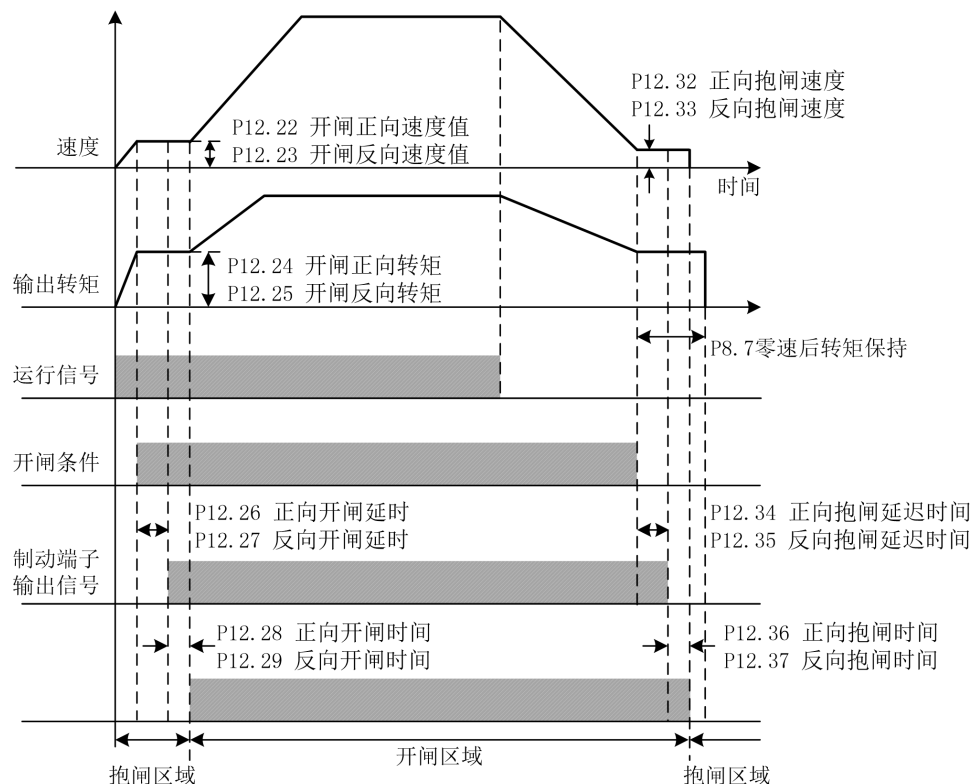 P12.32 正向抱闸速度
P12.33 反向抱闸速度
P12.22 开闸正向速度值
P12.23 开闸反向速度值
速度
时间
P12.24 开闸正向转矩
P12.25 开闸反向转矩
输出转矩
P8.7零速后转矩保持
运行信号
开闸条件
P12.26 正向开闸延时
P12.27 反向开闸延时
P12.34 正向抱闸延迟时间
P12.35 反向抱闸延迟时间
制动端子
输出信号
P12.28 正向开闸时间
P12.29 反向开闸时间
P12.36 正向抱闸时间
P12.37 反向抱闸时间
开闸区域
抱闸区域
抱闸区域